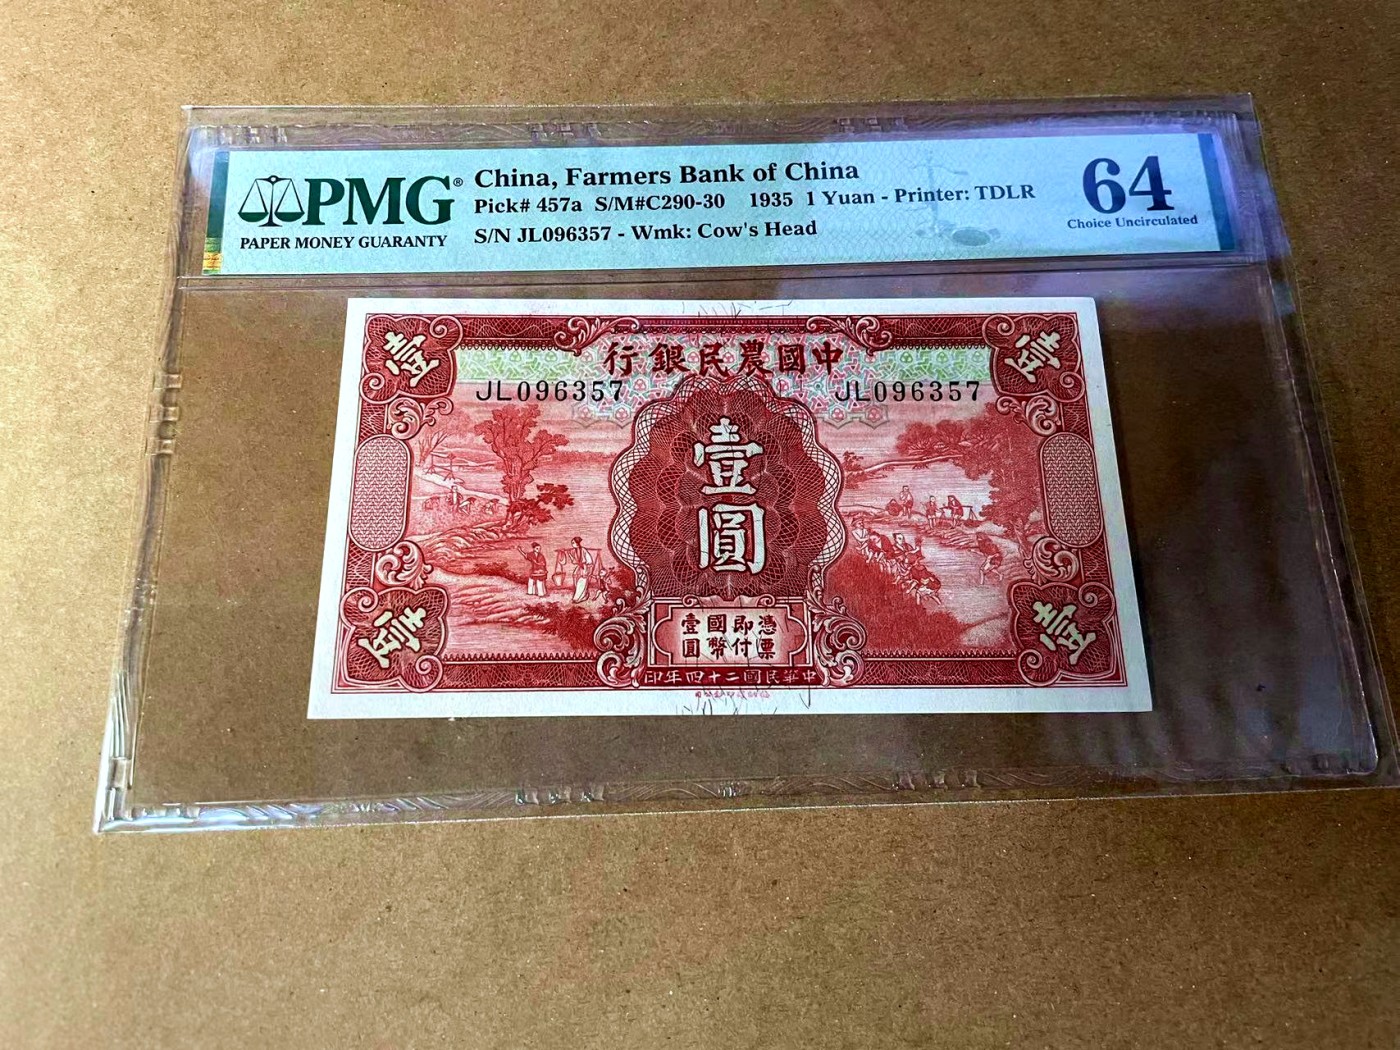 PMG®
PAPER MONEY GUARANTY
China, Farmers Bank of China
Pick# 457a S/M#C290-30 1935 1 Yuan - Printer: TDLR
S/N JL096357 - Wmk: Cow's Head
64
Choice Uncirculated
壹
行銀民農國中
壹
JL096357
JL096357
壹圓
壹國即憑
圓幣付票
壹
壹
印年四十二國民華中